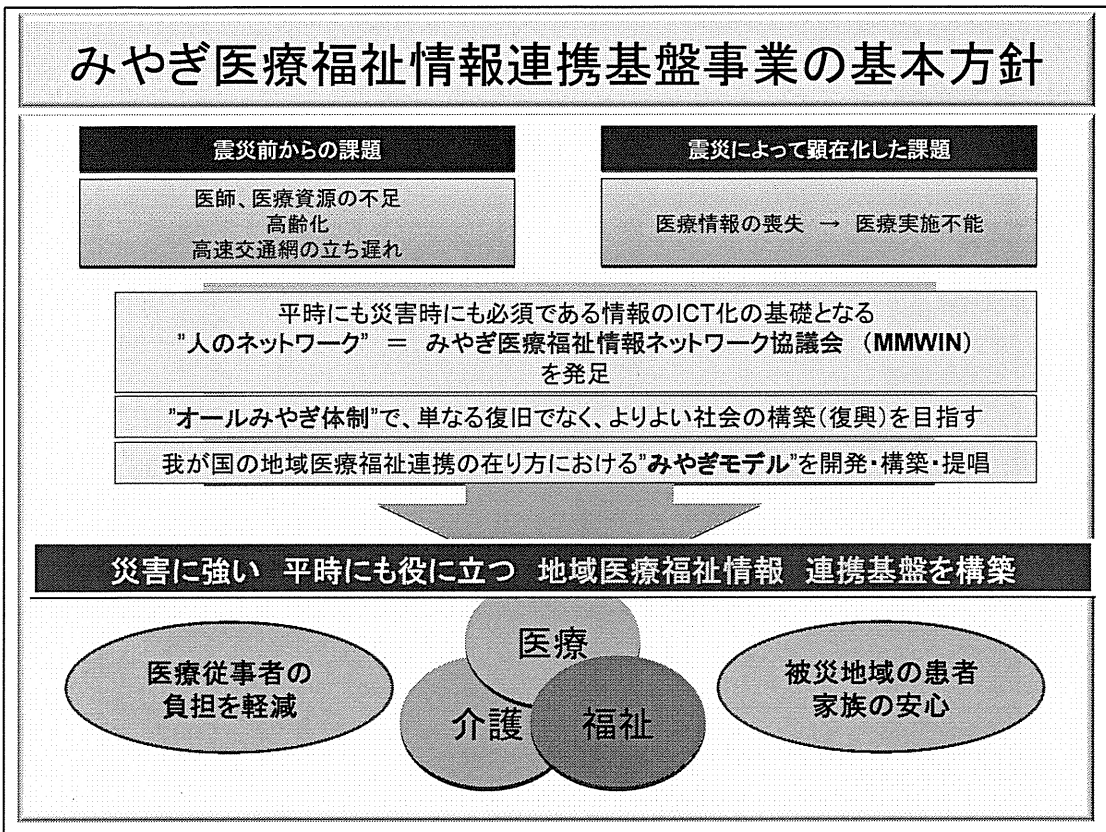 みやぎ医療福祉情報連携基盤事業の基本方針
震災前からの課題
医師、医療資源の不足
高齢化
高速交通網の立ち遅れ
震災によって顕在化した課題
医療情報の喪失 → 医療実施不能
平時にも災害時にも必須である情報のICT化の基礎となる
”人のネットワーク” ＝ みやぎ医療福祉情報ネットワーク協議会 （MMWIN）
を発足
”オールみやぎ体制”で、単なる復旧でなく、よりよい社会の構築（復興）を目指す
我が国の地域医療福祉連携の在り方における”みやぎモデル”を開発・構築・提唱
災害に強い 平時にも役に立つ 地域医療福祉情報 連携基盤を構築
医療従事者の
負担を軽減
医療
介護
福祉
被災地域の患者
家族の安心